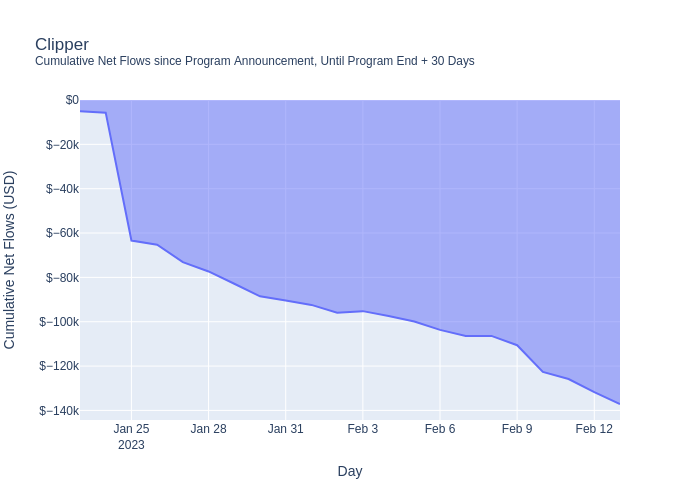 Clipper
Cumulative Net Flows since Program Announcement, Until Program End + 30 Days
Cumulative Net Flows (USD)
$0
$−20k
$−40k
$−60k
$−80k
$−100k
$−120k
$−140k
Jan 25
2023
Jan 28
Jan 31
Feb 3
Feb 6
Feb 9
Feb 12
Day